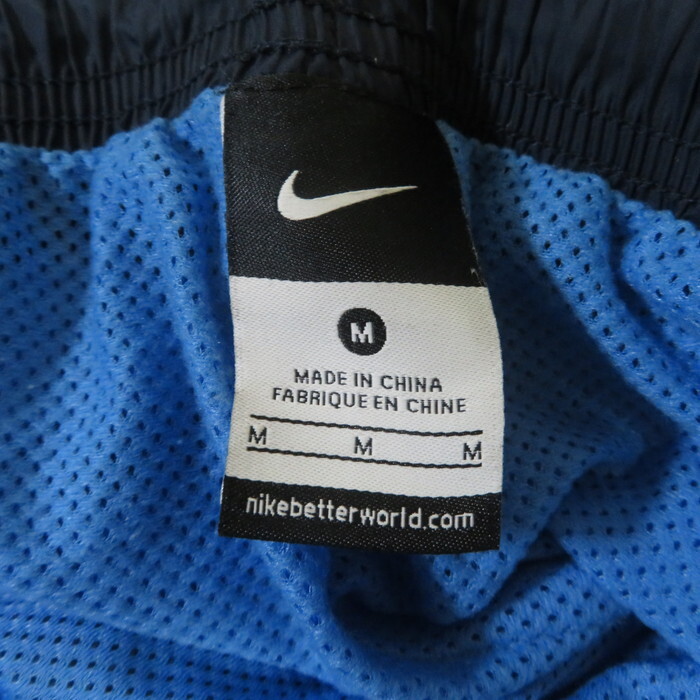 M
MADE IN CHINA
FABRIQUE EN CHINE
M M M
nikebetterworld.com